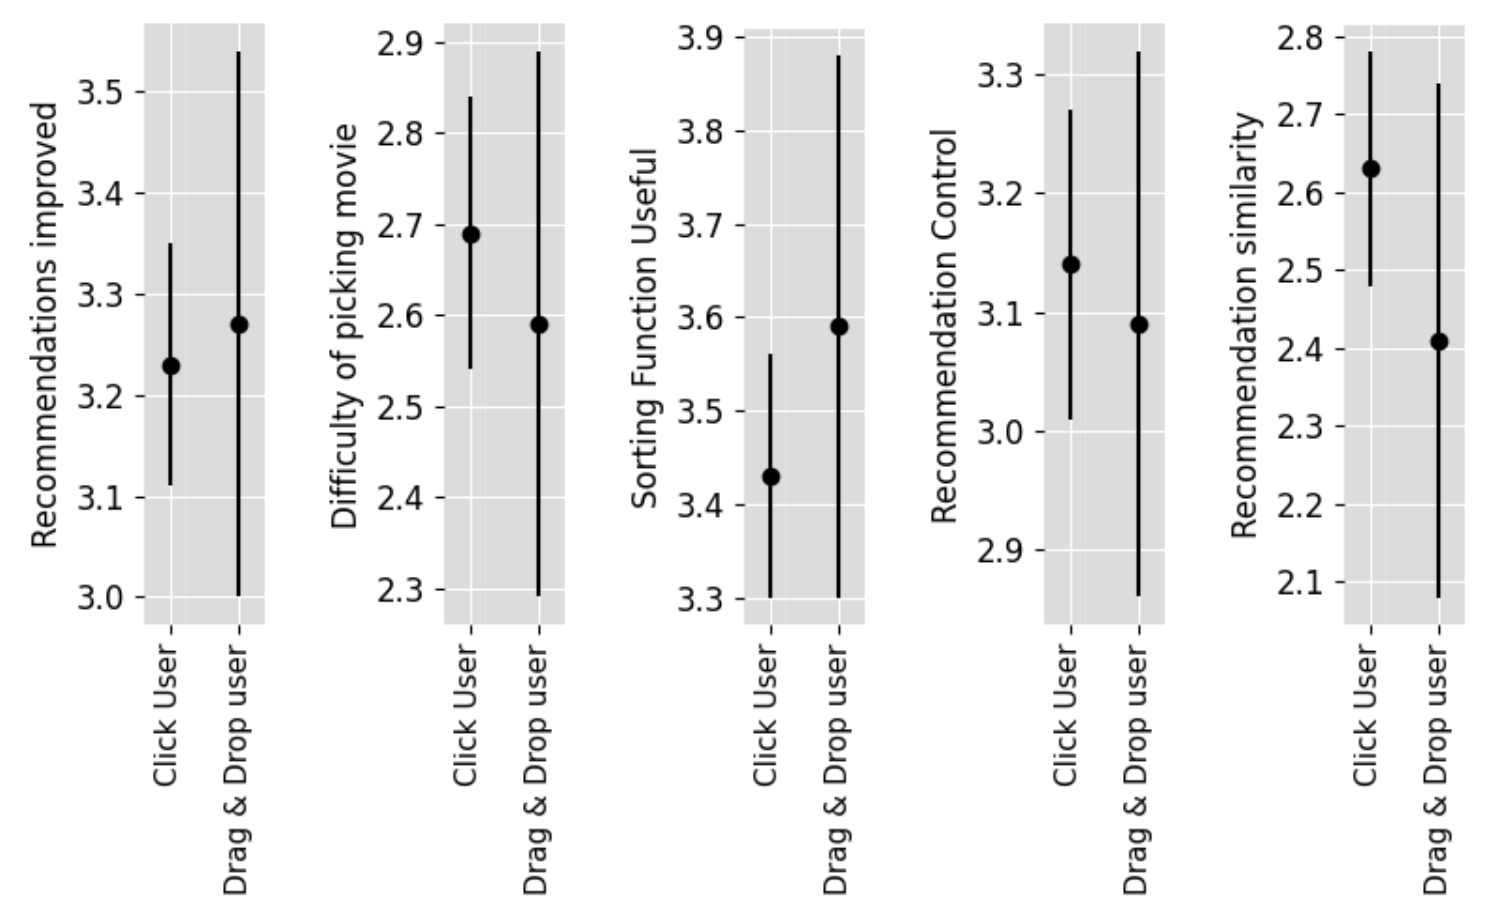 Recommendations improved
3.5
3.4
3.3
3.2
3.1
3.0
Click User
Drag & Drop user
Difficulty of picking movie
2.9
2.8
2.7
2.6
2.5
2.4
2.3
Click User
Drag & Drop user
Sorting Function Useful
3.9
3.8
3.7
3.6
3.5
3.4
3.3
Click User
Drag & Drop user
Recommendation Control
3.3
3.2
3.1
3.0
2.9
Click User
Drag & Drop user
Recommendation similarity
2.8
2.7
2.6
2.5
2.4
2.3
2.2
2.1
Click User
Drag & Drop user